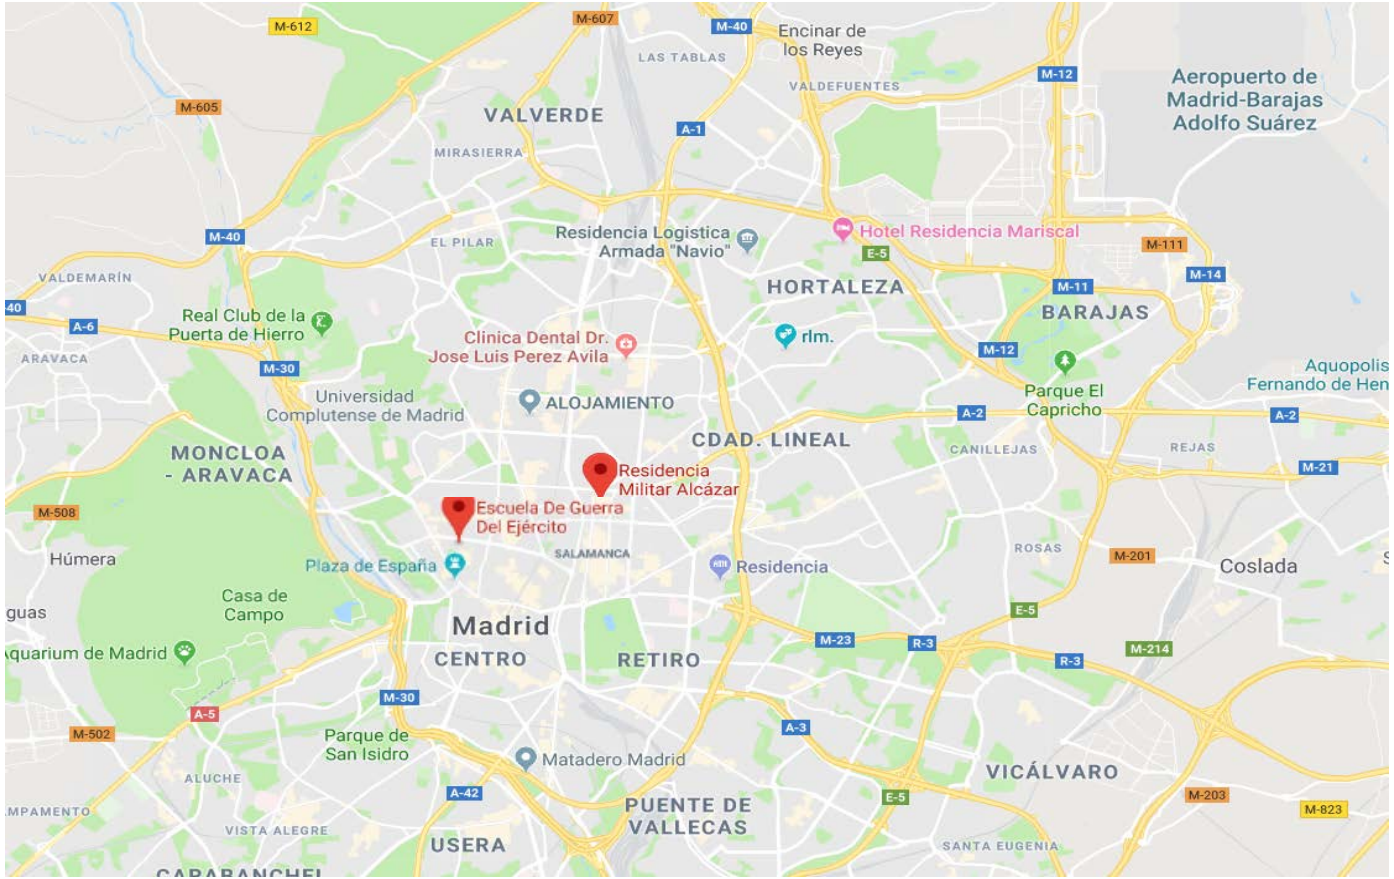 M-612
M-607
M-40
Encinar de
los Reyes
LAS TABLAS
M-12
VALDEFUENTES
Aeropuerto de
Madrid-Barajas
Adolfo Suárez
M-605
VALVERDE
A-1
MIRASIERRA
M-40
EL PILAR
Residencia Logistica
Armada "Navio"
Hotel Residencia Mariscal
E-5
M-111
M-14
VALDEMARÍN
HORTALEZA
M-11
BARAJAS
40
A-6
Real Club de la
Puerta de Hierro
Clinica Dental Dr.
Jose Luis Perez Avila
rlm.
M-12
ARAVACA
M-30
Parque El
Capricho
Aquopolis
Fernando de Hen
Universidad
Complutense de Madrid
ALOJAMIENTO
A-2
A-2
MONCLOA
- ARAVACA
CDAD. LINEAL
CANILLEJAS
REJAS
M-21
Residencia
Militar Alcázar
M-508
Escuela De Guerra
Del Ejército
Húmera
Plaza de España
SALAMANCA
Residencia
ROSAS
M-201
Coslada
S
guas
Casa de
Campo
E-5
Madrid
Aquarium de Madrid
CENTRO
RETIRO
M-23
R-3
R-3
M-214
M-30
A-5
M-502
Parque de
San Isidro
A-3
Matadero Madrid
ALUCHE
VICÁLVARO
A-42
E-5
M-203
M-823
AMPAMENTO
PUENTE DE
VALLECAS
VISTA ALEGRE
USERA
SANTA EUGENIA
CARABANCHEL